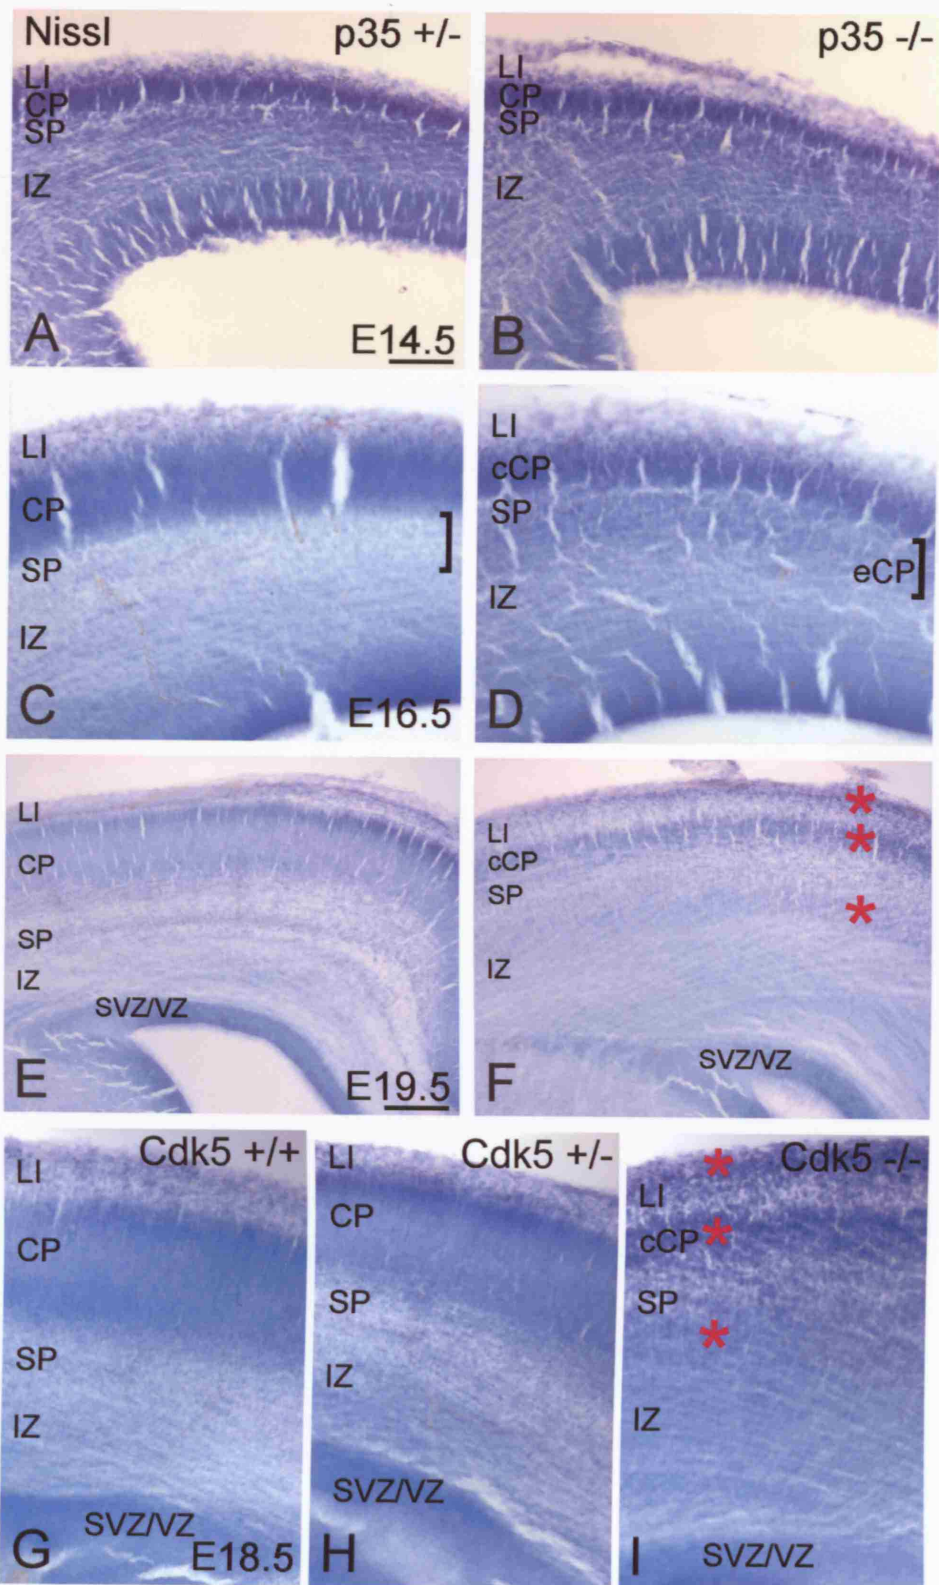 Nissl
p35 +/-
LI
CP
SP
IZ
A
E14.5
p35 -/-
LI
CP
SP
IZ
B
LI
CP
SP
IZ
C
E16.5
LI
cCP
SP
eCP
IZ
D
LI
CP
SP
IZ
SVZ/VZ
E
E19.5
LI
cCP
SP
IZ
SVZ/VZ
F
Cdk5 +/+
LI
CP
SP
IZ
SVZ/VZ
G
E18.5
Cdk5 +/-
LI
CP
SP
IZ
SVZ/VZ
H
Cdk5 -/-
LI
cCP
SP
IZ
SVZ/VZ
I